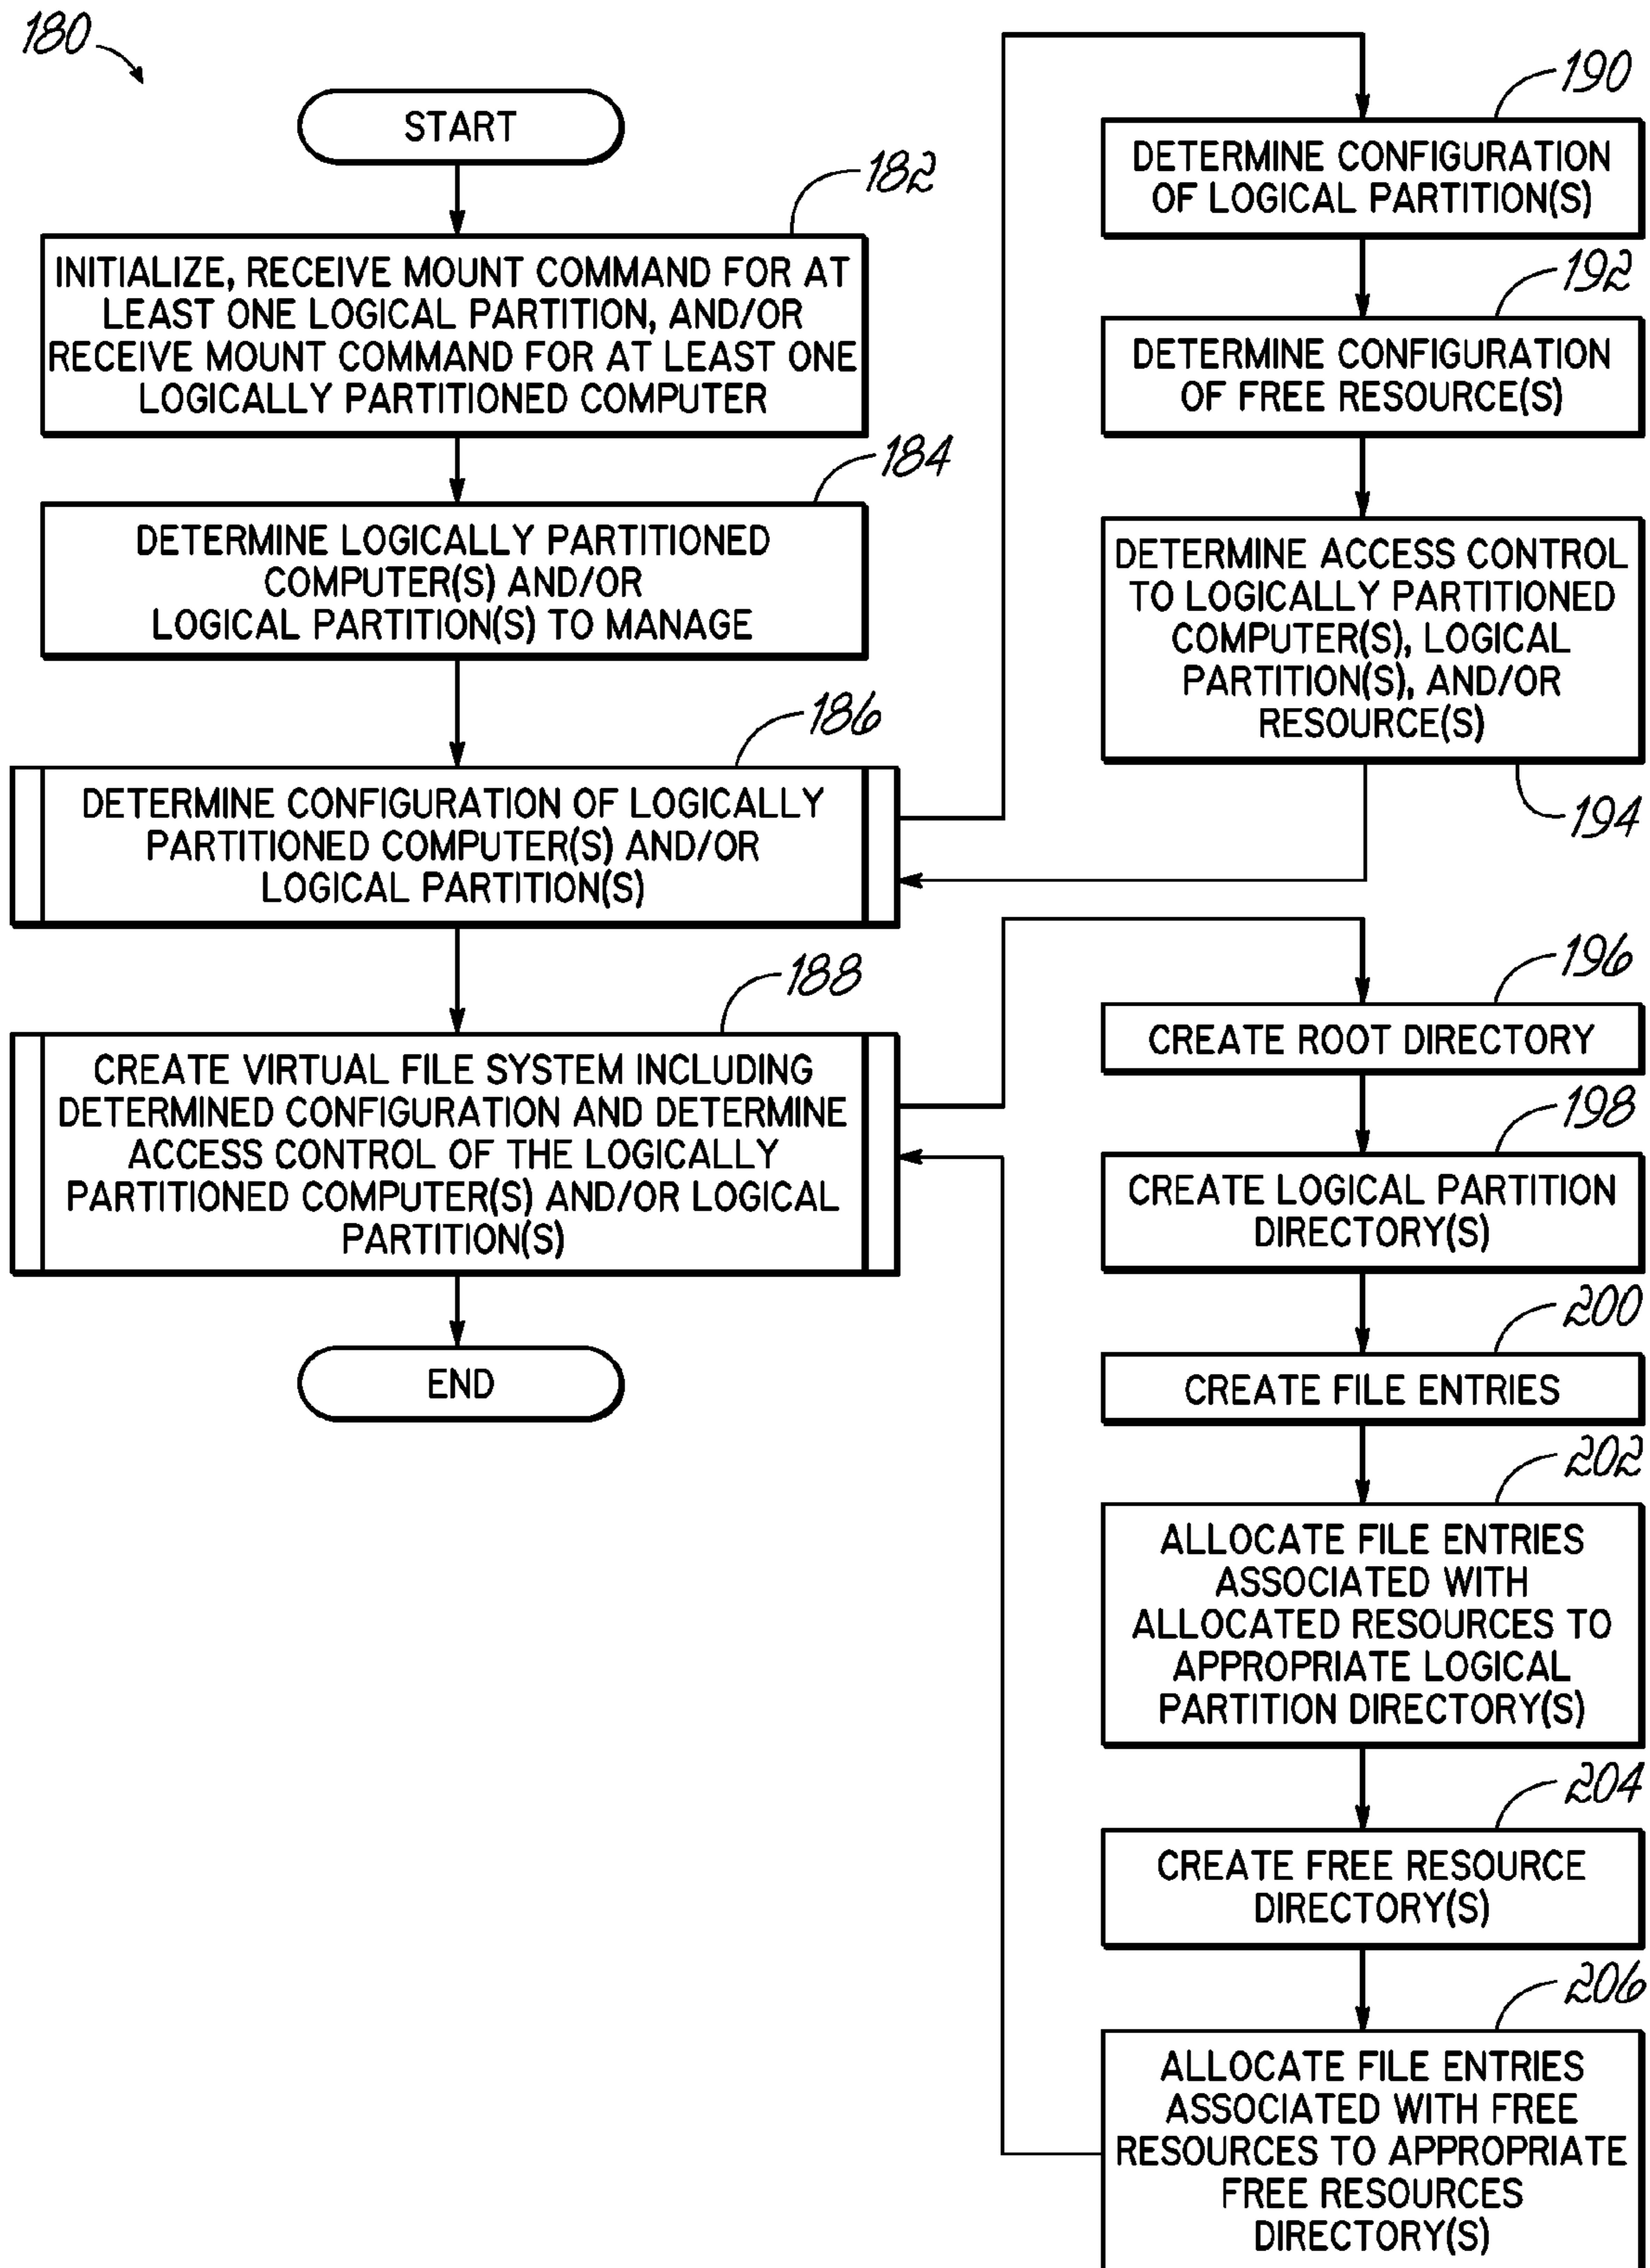 180
START
182
INITIALIZE, RECEIVE MOUNT COMMAND FOR AT
LEAST ONE LOGICAL PARTITION, AND/OR
RECEIVE MOUNT COMMAND FOR AT LEAST ONE
LOGICALLY PARTITIONED COMPUTER
184
DETERMINE LOGICALLY PARTITIONED
COMPUTER(S) AND/OR
LOGICAL PARTITION(S) TO MANAGE
186
DETERMINE CONFIGURATION OF LOGICALLY
PARTITIONED COMPUTER(S) AND/OR
LOGICAL PARTITION(S)
188
CREATE VIRTUAL FILE SYSTEM INCLUDING
DETERMINED CONFIGURATION AND DETERMINE
ACCESS CONTROL OF THE LOGICALLY
PARTITIONED COMPUTER(S) AND/OR LOGICAL
PARTITION(S)
END
190
DETERMINE CONFIGURATION
OF LOGICAL PARTITION(S)
192
DETERMINE CONFIGURATION
OF FREE RESOURCE(S)
DETERMINE ACCESS CONTROL
TO LOGICALLY PARTITIONED
COMPUTER(S), LOGICAL
PARTITION(S), AND/OR
RESOURCE(S)
194
196
CREATE ROOT DIRECTORY
198
CREATE LOGICAL PARTITION
DIRECTORY(S)
200
CREATE FILE ENTRIES
202
ALLOCATE FILE ENTRIES
ASSOCIATED WITH
ALLOCATED RESOURCES TO
APPROPRIATE LOGICAL
PARTITION DIRECTORY(S)
204
CREATE FREE RESOURCE
DIRECTORY(S)
206
ALLOCATE FILE ENTRIES
ASSOCIATED WITH FREE
RESOURCES TO APPROPRIATE
FREE RESOURCES
DIRECTORY(S)